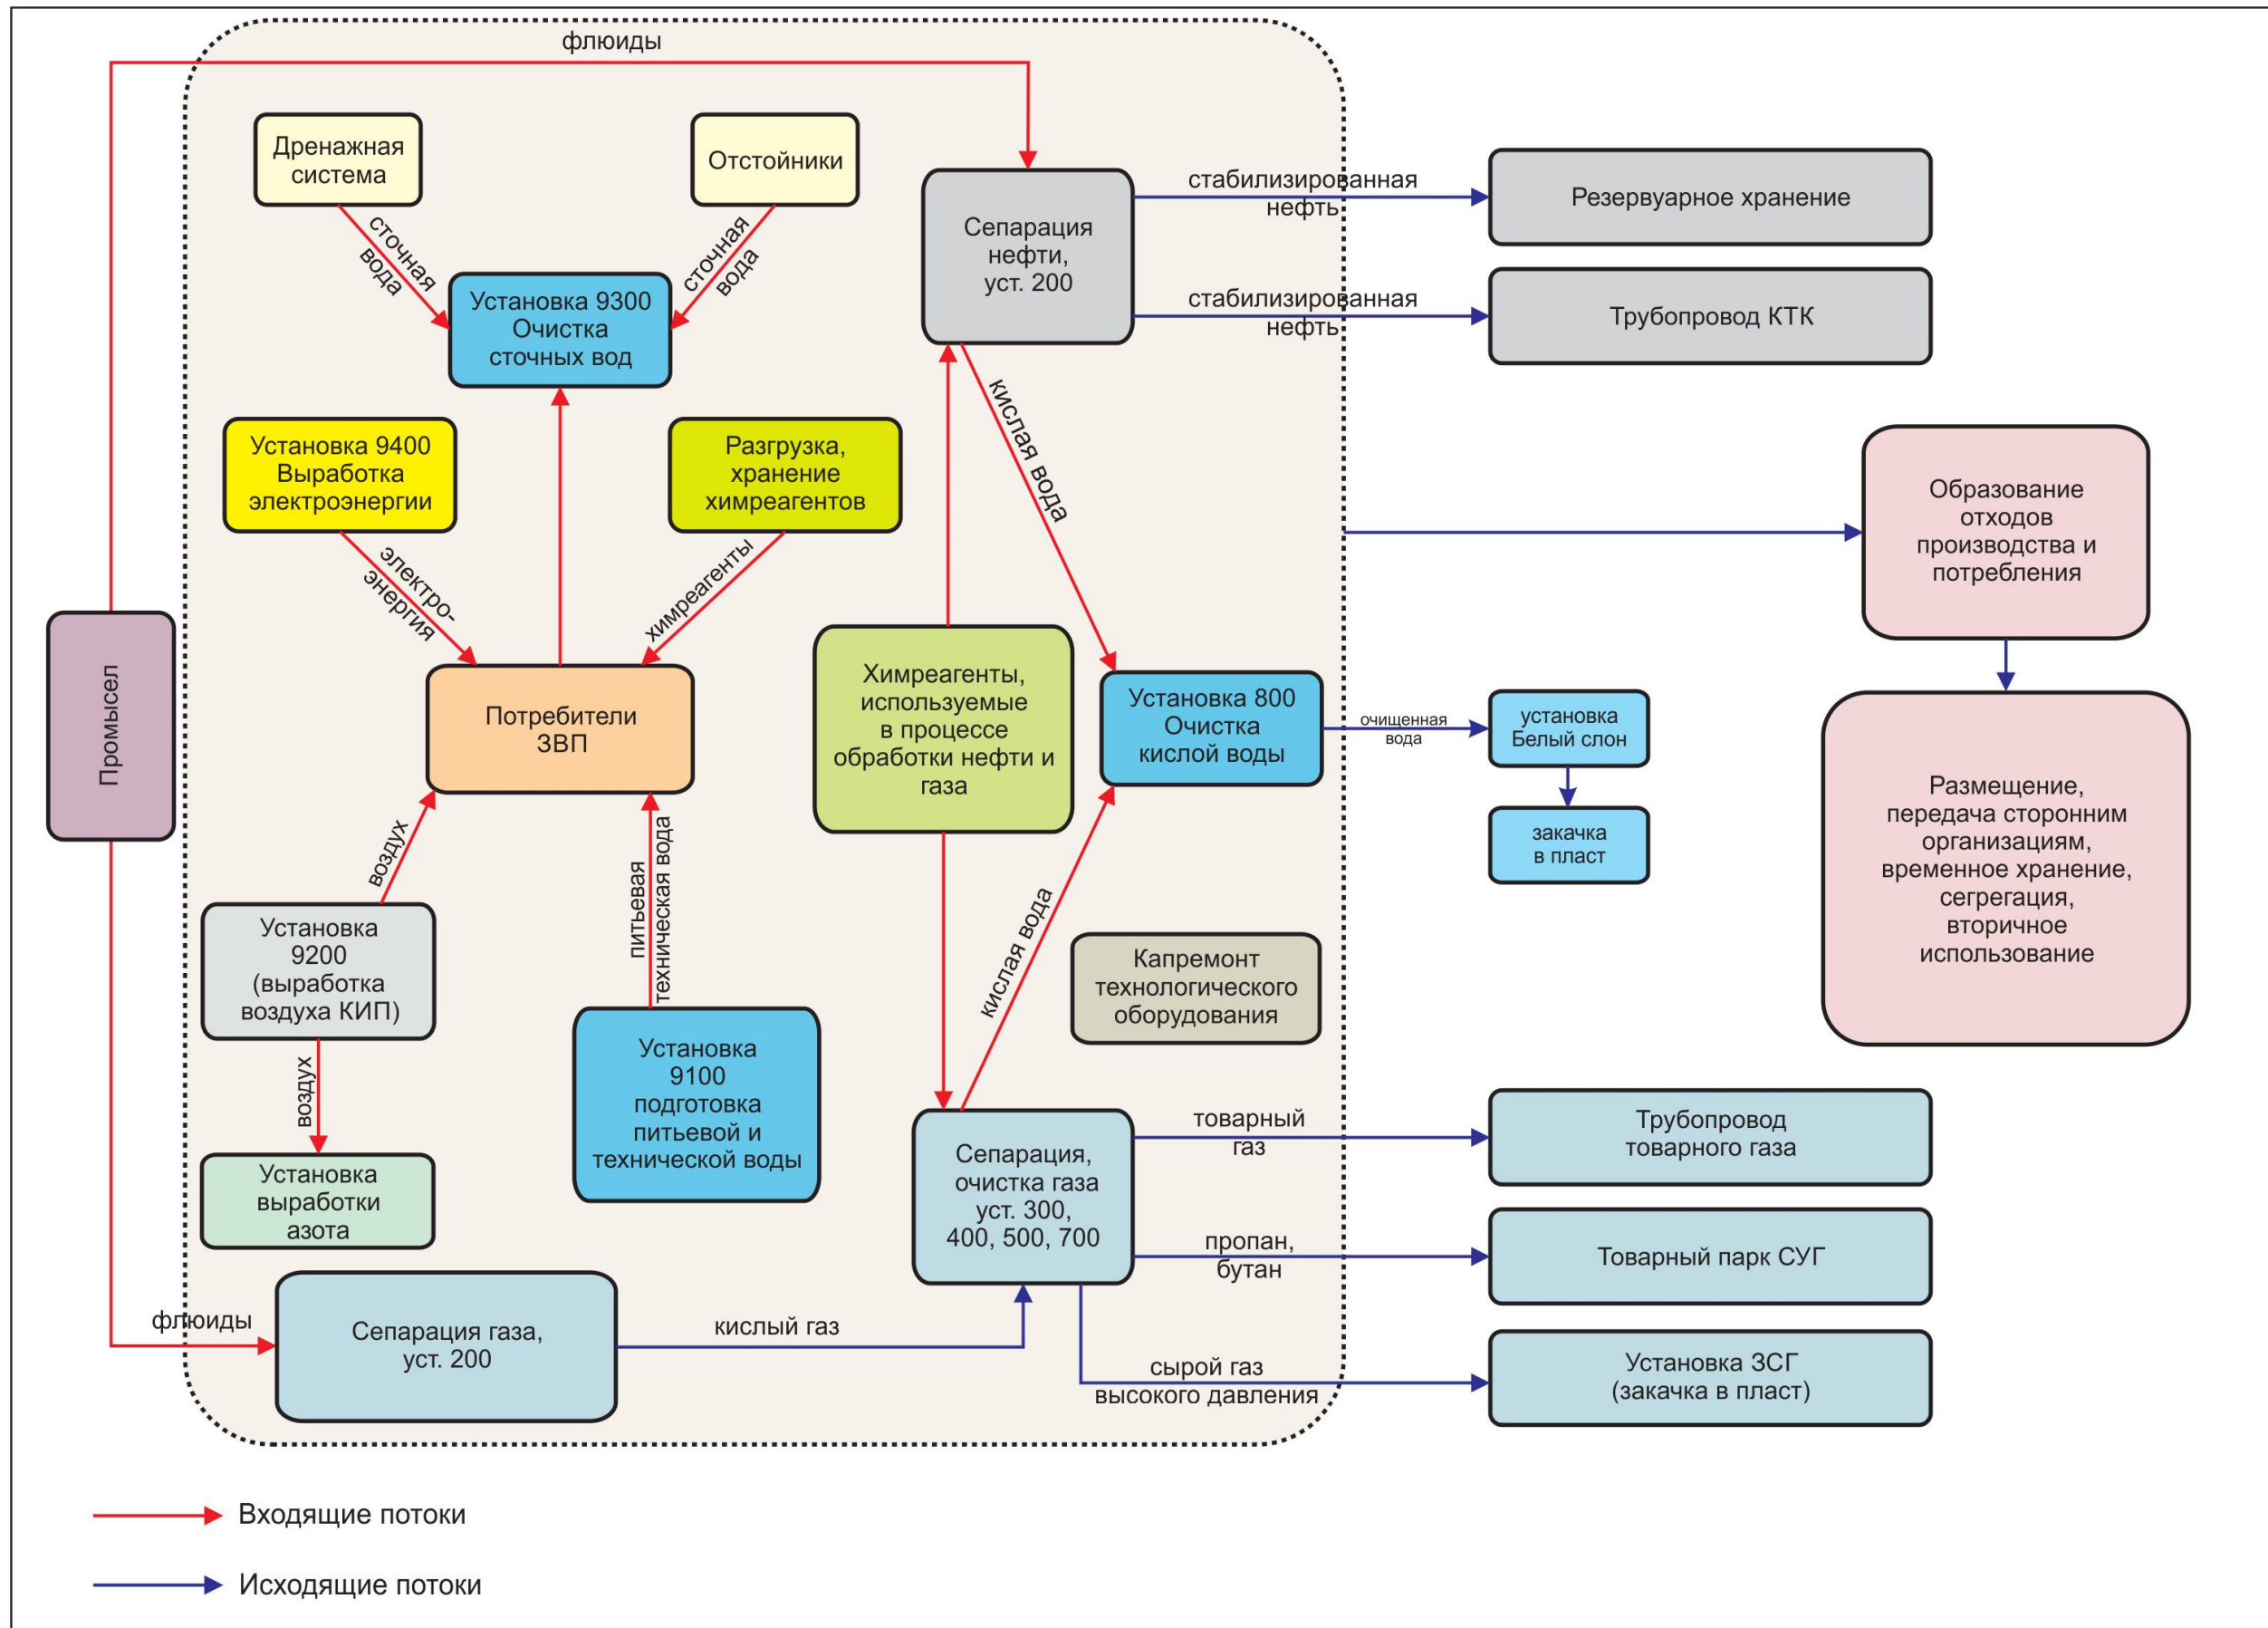 флюиды
Дренажная
система
Отстойники
сточная
вода
сточная
вода
Установка 9300
Очистка
сточных вод
Сепарация
нефти,
уст. 200
стабилизированная
нефть
Резервуарное хранение
стабилизированная
нефть
Трубопровод КТК
Установка 9400
Выработка
электроэнергии
Разгрузка,
хранение
химреагентов
кислая вода
Образование
отходов
производства и
потребления
электро-
энергия
химреагенты
Промысел
Потребители
ЗВП
Химреагенты,
используемые
в процессе
обработки нефти и
газа
Установка 800
Очистка
кислой воды
очищенная
вода
установка
Белый слон
закачка
в пласт
Размещение,
передача сторонним
организациям,
временное хранение,
сегрегация,
вторичное
использование
воздух
питьевая
техническая вода
кислая вода
Установка
9200
(выработка
воздуха КИП)
Капремонт
технологического
оборудования
воздух
Установка
9100
подготовка
питьевой и
технической воды
Установка
выработки
азота
Сепарация,
очистка газа
уст. 300,
400, 500, 700
товарный
газ
Трубопровод
товарного газа
пропан,
бутан
Товарный парк СУГ
флюиды
Сепарация газа,
уст. 200
кислый газ
сырой газ
высокого давления
Установка ЗСГ
(закачка в пласт)
Входящие потоки
Исходящие потоки